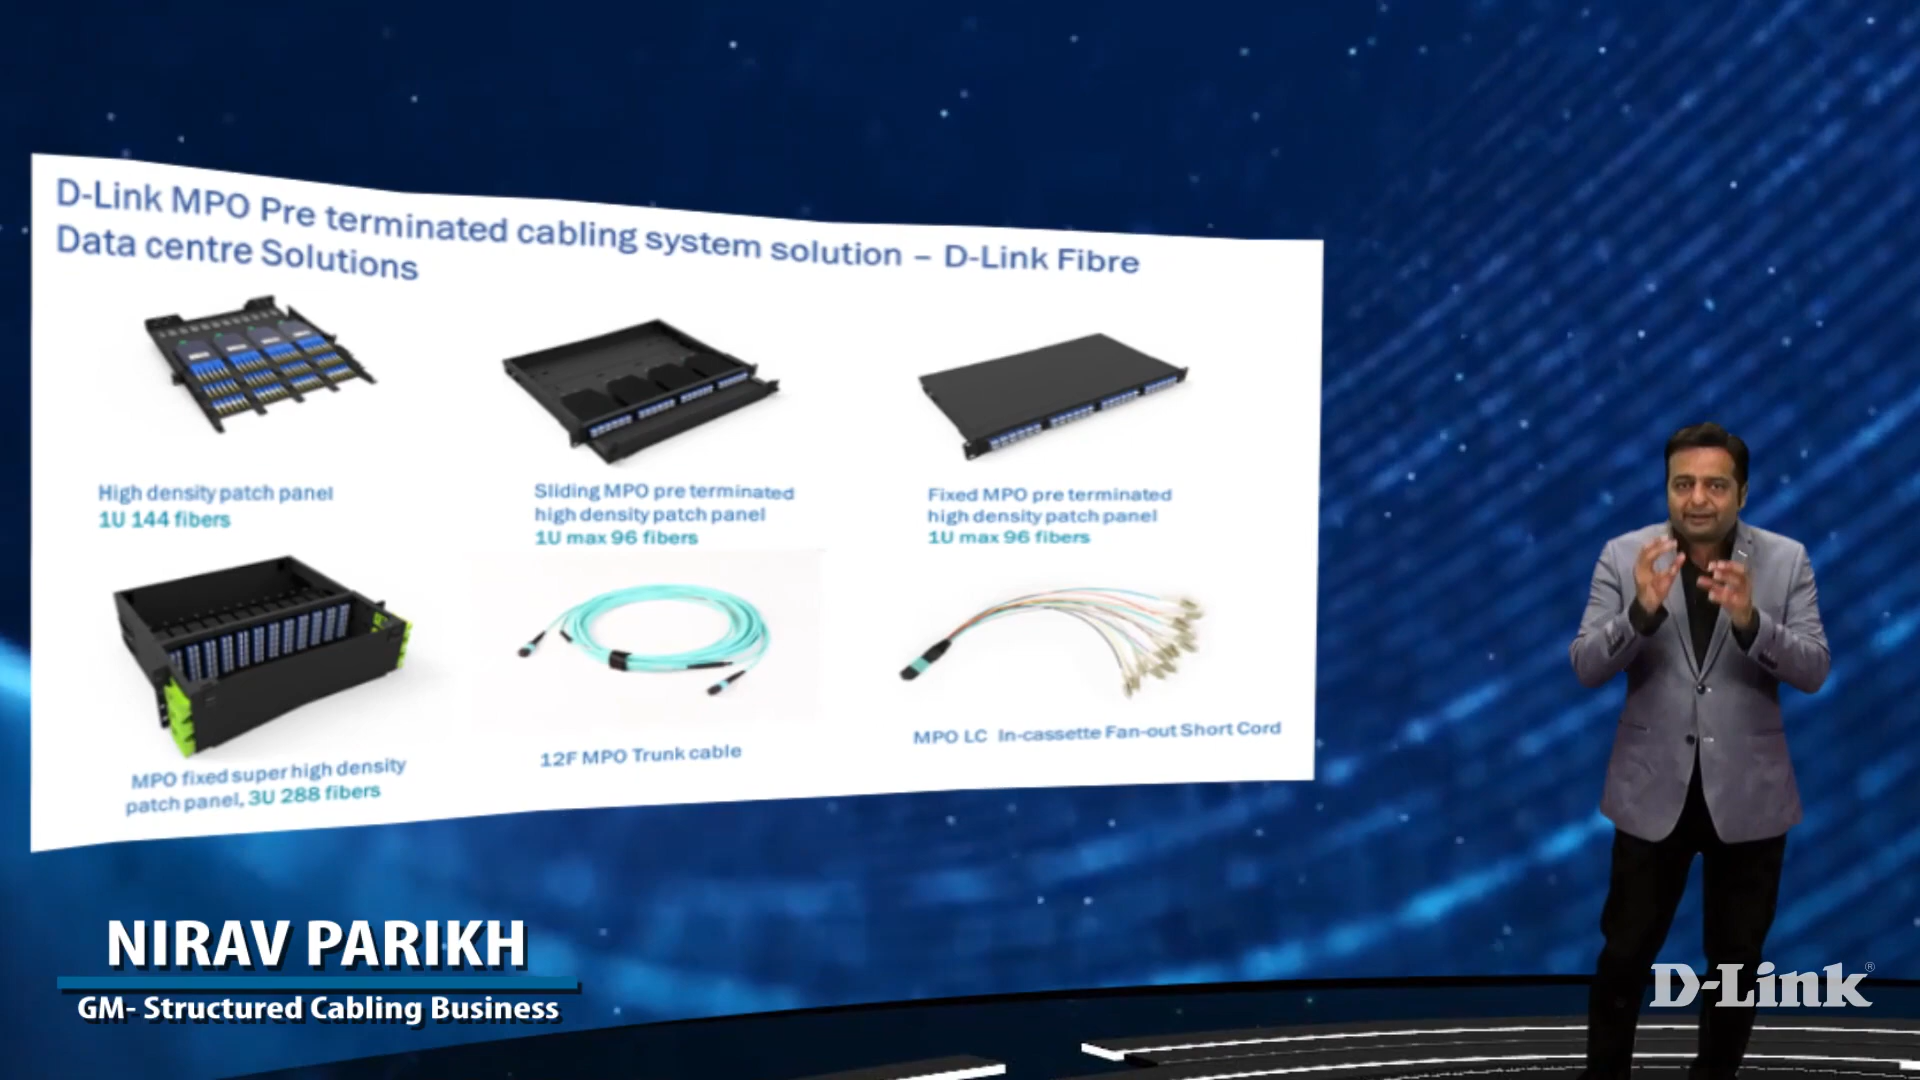 D-Link MPO Pre terminated cabling system solution – D-Link Fibre
Data centre Solutions
High density patch panel
1U 144 fibers
Sliding MPO pre terminated
high density patch panel
1U max 96 fibers
Fixed MPO pre terminated
high density patch panel
1U max 96 fibers
MPO fixed super high density
patch panel, 3U 288 fibers
12F MPO Trunk cable
MPO LC In-cassette Fan-out Short Cord
NIRAV PARIKH
GM- Structured Cabling Business
D-Link®